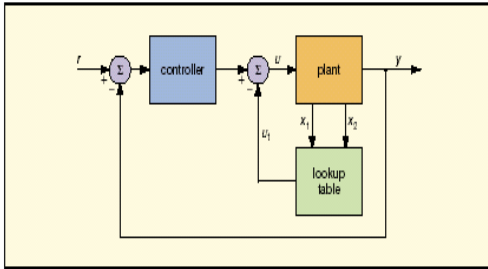 r
+
−
Σ
controller
+
−
Σ
u
plant
y
x1
x2
u1
lookup
table